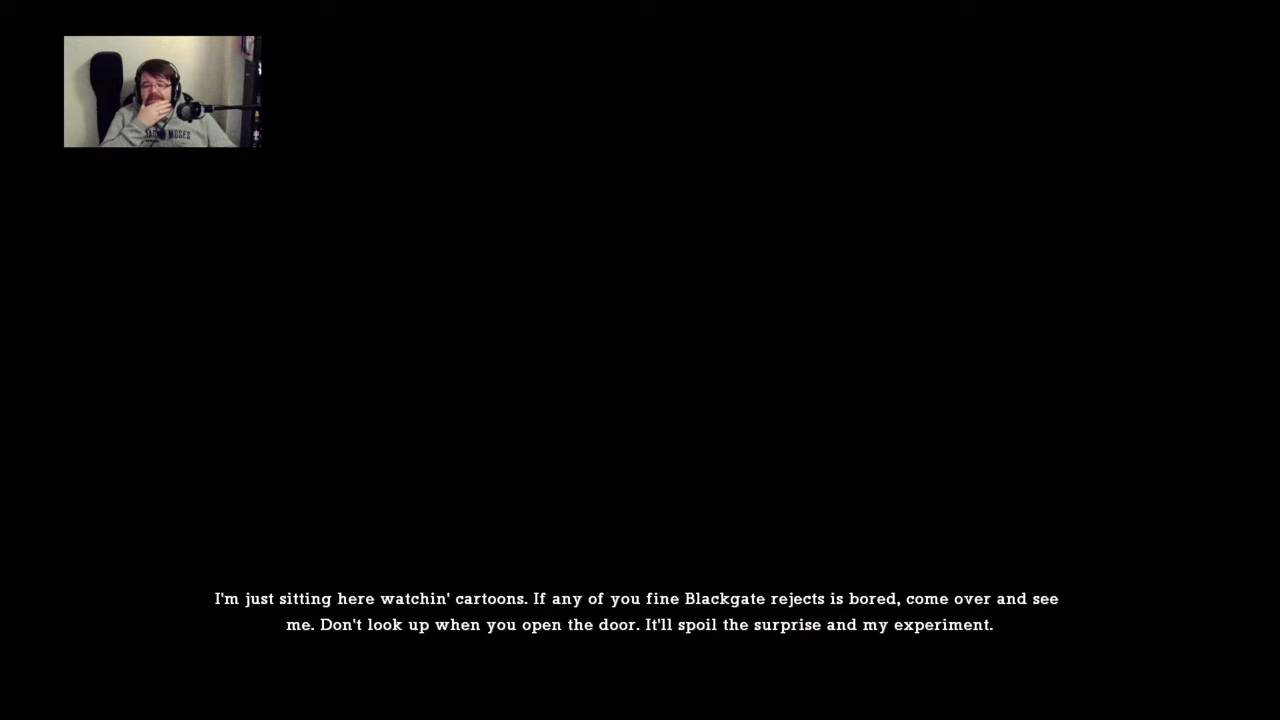 MOSES
I'm just sitting here watchin' cartoons. If any of you fine Blackgate rejects is bored, come over and see
me. Don't look up when you open the door. It'll spoil the surprise and my experiment.